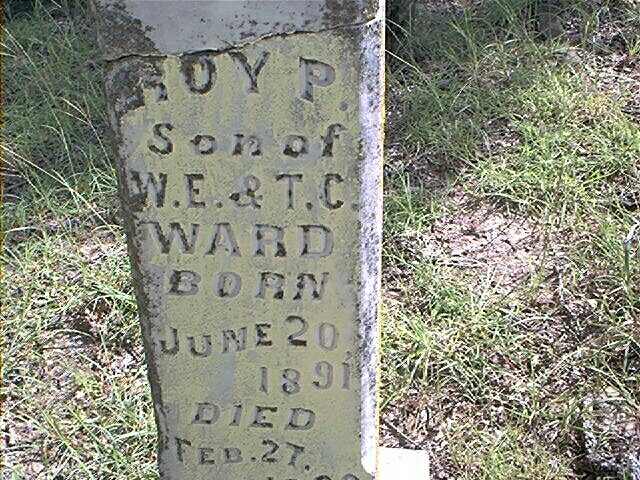 ROY P.
Son of
W.E. & T.C.
WARD
BORN
JUNE 20,
1891
DIED
FEB. 27,